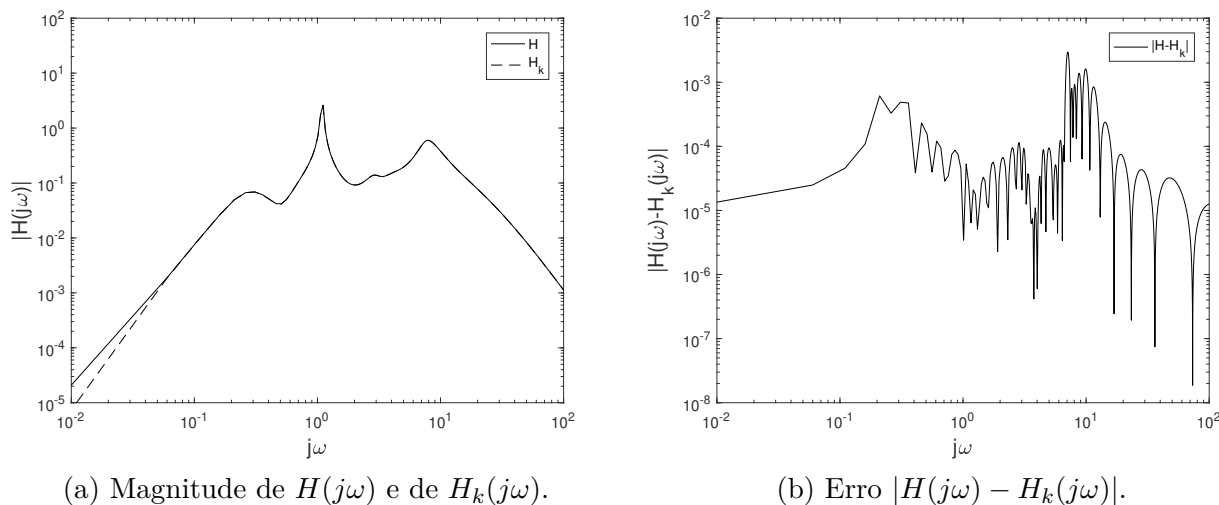 10^2
10^1
10^0
10^-1
10^-2
10^-3
10^-4
10^-5
|H(jω)|
H
H_k
10^-2
10^-1
10^0
10^1
10^2
jω
(a) Magnitude de H(jω) e de H_k(jω).
10^-2
10^-3
10^-4
10^-5
10^-6
10^-7
10^-8
|H(jω)-H_k(jω)|
|H-H_k|
10^-2
10^-1
10^0
10^1
10^2
jω
(b) Erro |H(jω) − H_k(jω)|.